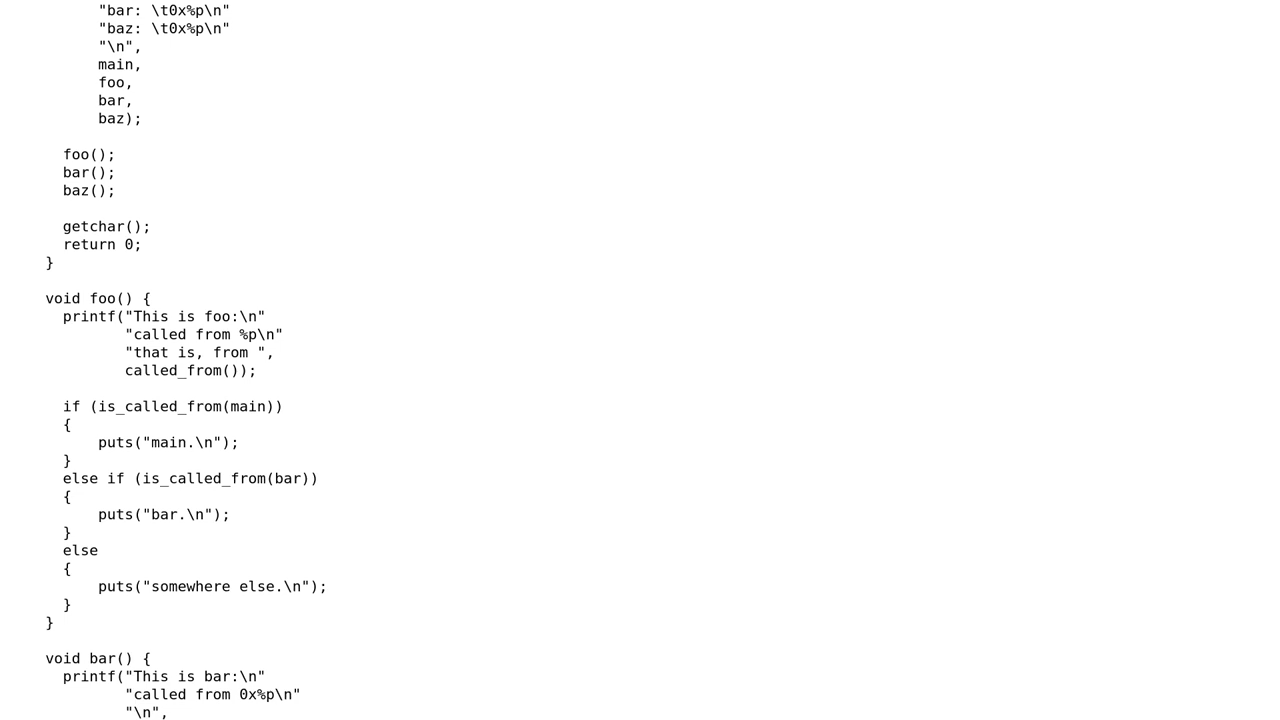 "bar: \t0x%p\n"
"baz: \t0x%p\n"
"\n",
main,
foo,
bar,
baz);
foo();
bar();
baz();
getchar();
return 0;
}
void foo() {
printf("This is foo:\n"
"called from %p\n"
"that is, from ",
called_from());
if (is_called_from(main))
{
puts("main.\n");
}
else if (is_called_from(bar))
{
puts("bar.\n");
}
else
{
puts("somewhere else.\n");
}
}
void bar() {
printf("This is bar:\n"
"called from 0x%p\n"
"\n",